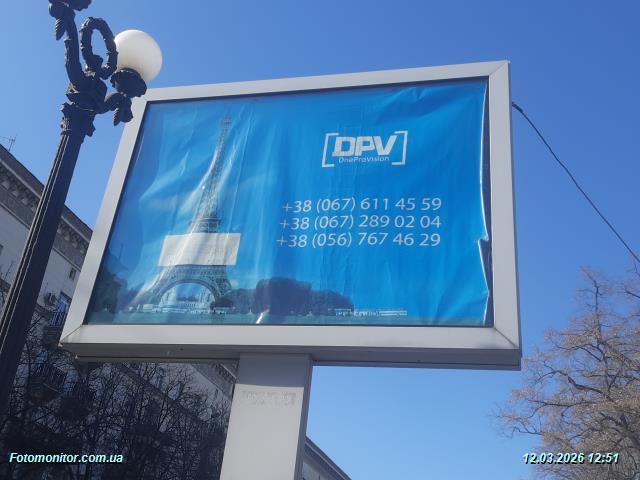 [DPV]
OneProVision
+38 (067) 611 45 59
+38 (067) 289 02 04
+38 (056) 767 46 29
Fotomonitor.com.ua
12.03.2026 12:51